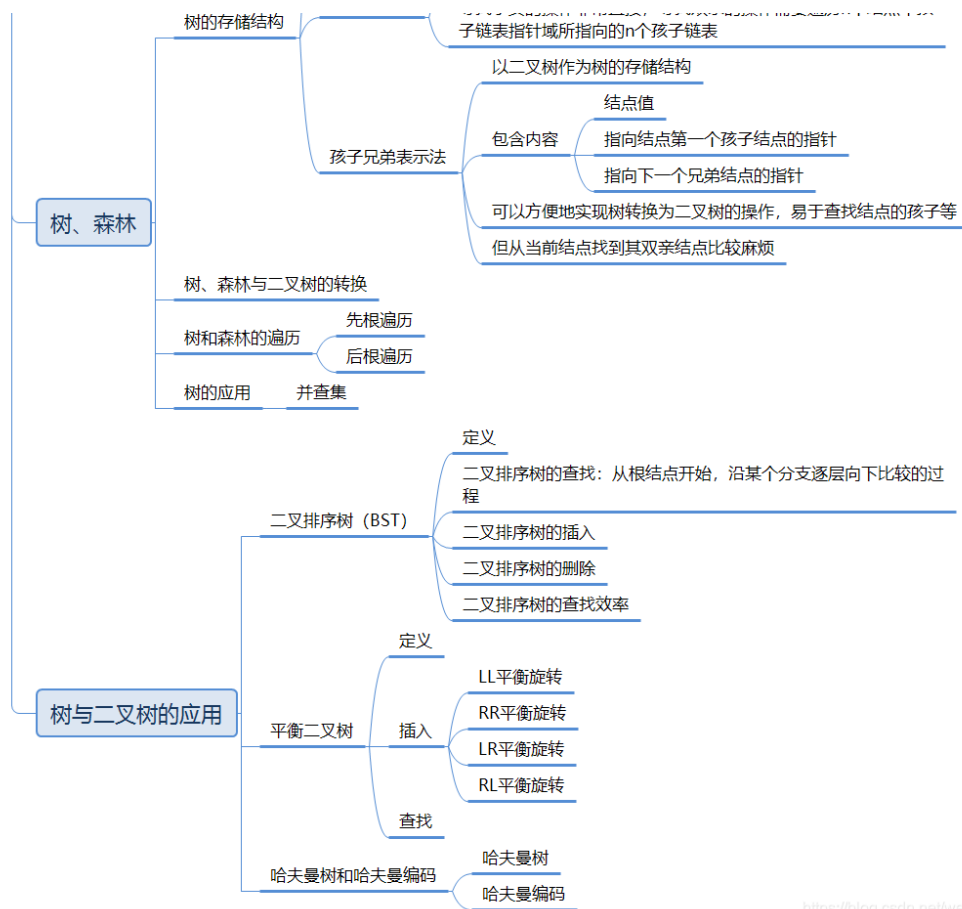 树的存储结构
子链表指针域所指向的n个孩子链表
以二叉树作为树的存储结构
结点值
包含内容
指向结点第一个孩子结点的指针
孩子兄弟表示法
指向下一个兄弟结点的指针
可以方便地实现树转换为二叉树的操作，易于查找结点的孩子等
树、森林
但从当前结点找到其双亲结点比较麻烦
树、森林与二叉树的转换
先根遍历
树和森林的遍历
后根遍历
树的应用
并查集
定义
二叉排序树的查找：从根结点开始，沿某个分支逐层向下比较的过
程
二叉排序树（BST）
二叉排序树的插入
二叉排序树的删除
二叉排序树的查找效率
定义
LL平衡旋转
树与二叉树的应用
RR平衡旋转
平衡二叉树
插入
LR平衡旋转
RL平衡旋转
查找
哈夫曼树
哈夫曼树和哈夫曼编码
哈夫曼编码